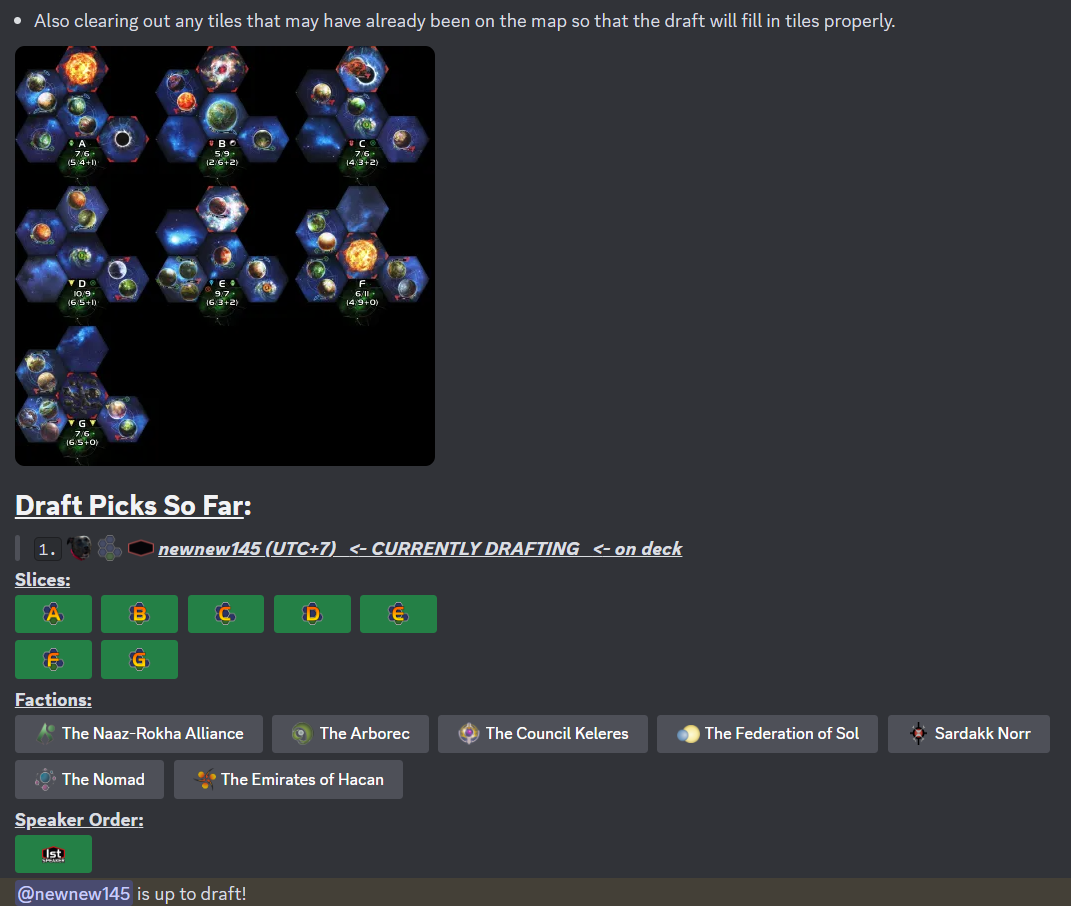 Also clearing out any tiles that may have already been on the map so that the draft will fill in tiles properly.
A
7/6
(5/4+1)
B
5/9
(2/6+2)
C
7/6
(4/3+2)
D
10/9
(6/5+1)
E
9/7
(6/3+2)
F
6/11
(4/9+0)
G
7/6
(6/5+0)
Draft Picks So Far:
1. newnew145 (UTC+7) <- CURRENTLY DRAFTING <- on deck
Slices:
A B C D E
F G
Factions:
The Naaz-Rokha Alliance The Arborec The Council Keleres The Federation of Sol Sardakk Norr
The Nomad The Emirates of Hacan
Speaker Order:
1st
SPEAKER
@newnew145 is up to draft!